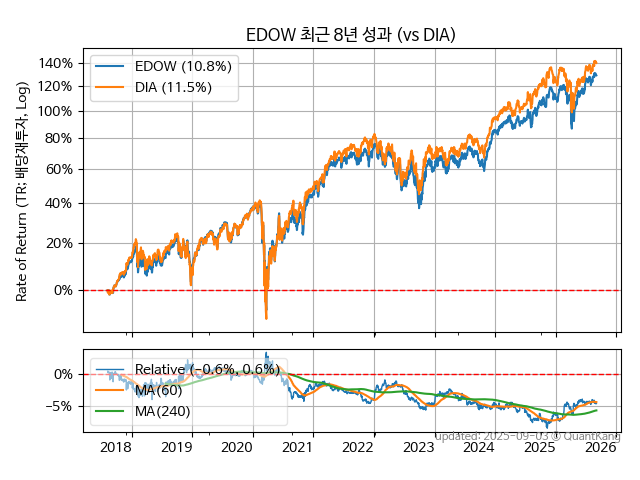 EDOW 최근 8년 성과 (vs DIA)
Rate of Return (TR: 배당재투자, Log)
140%
120%
100%
80%
60%
40%
20%
0%
EDOW (10.8%)
DIA (11.5%)
0%
−5%
Relative (−0.6%, 0.6%)
MA(60)
MA(240)
updated: 2025-09-03 © QuantKang
2018 2019 2020 2021 2022 2023 2024 2025 2026